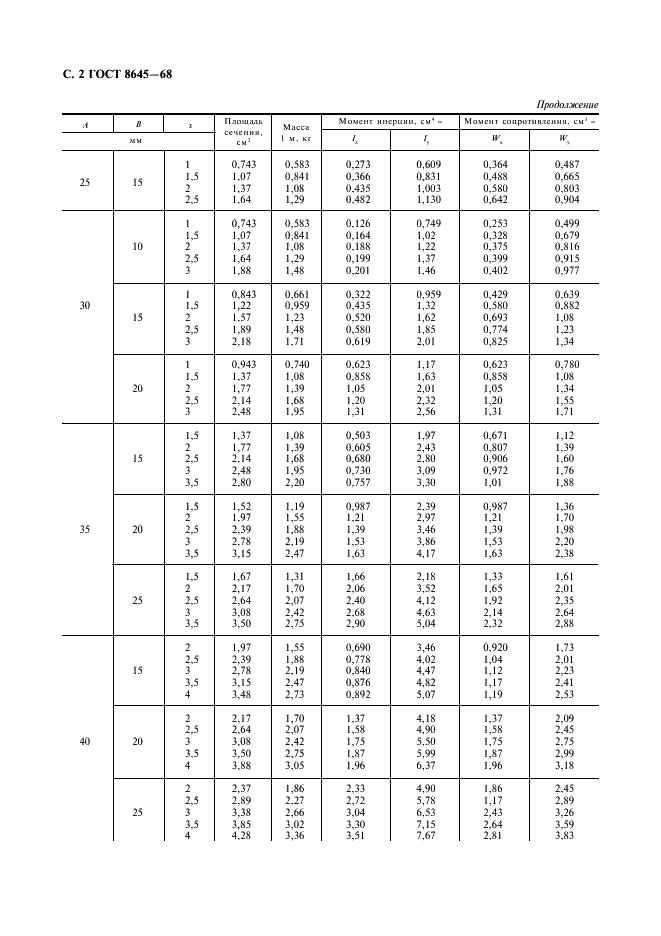 С. 2 ГОСТ 8645—68
Продолжение
A B s Площадь сечения, см² Масса 1 м, кг Момент инерции, см⁴ = Момент сопротивления, см³ =
мм Ix Iy Wx Wy
25 15 1 0,743 0,583 0,273 0,609 0,364 0,487
1,5 1,07 0,841 0,366 0,831 0,488 0,665
2 1,37 1,08 0,435 1,003 0,580 0,803
2,5 1,64 1,29 0,482 1,130 0,642 0,904
30 10 1 0,743 0,583 0,126 0,749 0,253 0,499
1,5 1,07 0,841 0,164 1,02 0,328 0,679
2 1,37 1,08 0,188 1,22 0,375 0,816
2,5 1,64 1,29 0,199 1,37 0,399 0,915
3 1,88 1,48 0,201 1,46 0,402 0,977
15 1 0,843 0,661 0,322 0,959 0,429 0,639
1,5 1,22 0,959 0,435 1,32 0,580 0,882
2 1,57 1,23 0,520 1,62 0,693 1,08
2,5 1,89 1,48 0,580 1,85 0,774 1,23
3 2,18 1,71 0,619 2,01 0,825 1,34
20 1 0,943 0,740 0,623 1,17 0,623 0,780
1,5 1,37 1,08 0,858 1,63 0,858 1,08
2 1,77 1,39 1,05 2,01 1,05 1,34
2,5 2,14 1,68 1,20 2,32 1,20 1,55
3 2,48 1,95 1,31 2,56 1,31 1,71
35 15 1,5 1,37 1,08 0,503 1,97 0,671 1,12
2 1,77 1,39 0,605 2,43 0,807 1,39
2,5 2,14 1,68 0,680 2,80 0,906 1,60
3 2,48 1,95 0,730 3,09 0,972 1,76
3,5 2,80 2,20 0,757 3,30 1,01 1,88
20 1,5 1,52 1,19 0,987 2,39 0,987 1,36
2 1,97 1,55 1,21 2,97 1,21 1,70
2,5 2,39 1,88 1,39 3,46 1,39 1,98
3 2,78 2,19 1,53 3,86 1,53 2,20
3,5 3,15 2,47 1,63 4,17 1,63 2,38
25 1,5 1,67 1,31 1,66 2,18 1,33 1,61
2 2,17 1,70 2,06 3,52 1,65 2,01
2,5 2,64 2,07 2,40 4,12 1,92 2,35
3 3,08 2,42 2,68 4,63 2,14 2,64
3,5 3,50 2,75 2,90 5,04 2,32 2,88
40 15 2 1,97 1,55 0,690 3,46 0,920 1,73
2,5 2,39 1,88 0,778 4,02 1,04 2,01
3 2,78 2,19 0,840 4,47 1,12 2,23
3,5 3,15 2,47 0,876 4,82 1,17 2,41
4 3,48 2,73 0,892 5,07 1,19 2,53
20 2 2,17 1,70 1,37 4,18 1,37 2,09
2,5 2,64 2,07 1,58 4,90 1,58 2,45
3 3,08 2,42 1,75 5,50 1,75 2,75
3,5 3,50 2,75 1,87 5,99 1,87 2,99
4 3,88 3,05 1,96 6,37 1,96 3,18
25 2 2,37 1,86 2,33 4,90 1,86 2,45
2,5 2,89 2,27 2,72 5,78 1,17 2,89
3 3,38 2,66 3,04 6,53 2,43 3,26
3,5 3,85 3,02 3,30 7,15 2,64 3,59
4 4,28 3,36 3,51 7,67 2,81 3,83